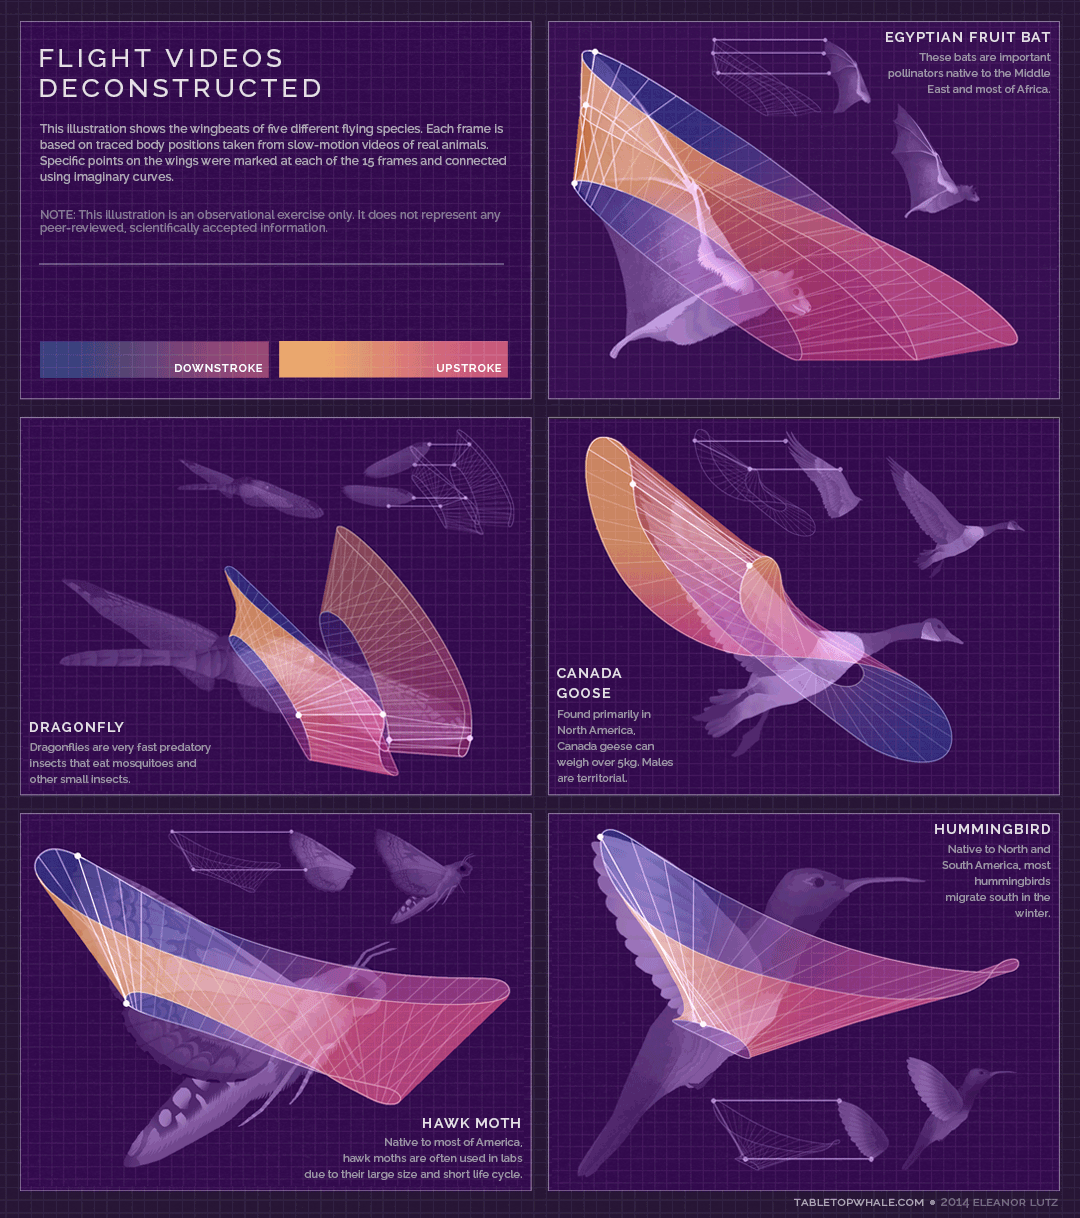 FLIGHT VIDEOS
DECONSTRUCTED
This illustration shows the wingbeats of five different flying species. Each frame is
based on traced body positions taken from slow-motion videos of real animals.
Specific points on the wings were marked at each of the 15 frames and connected
using imaginary curves.
NOTE: This illustration is an observational exercise only. It does not represent any
peer-reviewed, scientifically accepted information.
DOWNSTROKE
UPSTROKE
EGYPTIAN FRUIT BAT
These bats are important
pollinators native to the Middle
East and most of Africa.
DRAGONFLY
Dragonflies are very fast predatory
insects that eat mosquitoes and
other small insects.
CANADA
GOOSE
Found primarily in
North America,
Canada geese can
weigh over 5kg. Males
are territorial.
HAWK MOTH
Native to most of America,
hawk moths are often used in labs
due to their large size and short life cycle.
HUMMINGBIRD
Native to North and
South America, most
hummingbirds
migrate south in the
winter.
TABLETOPWHALE.COM • 2014 ELEANOR LUTZ